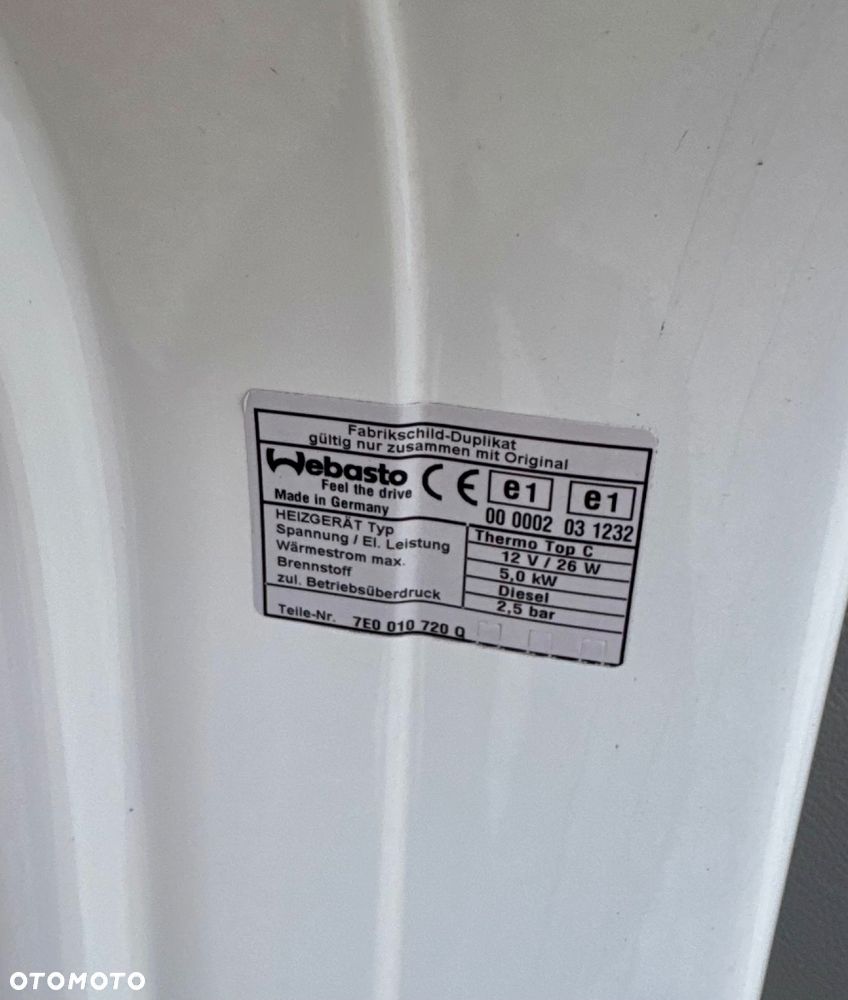 Fabrikschild-Duplikat
gültig nur zusammen mit Original
Webasto
Feel the drive
Made in Germany
CE e1 e1
00 0002 03 1232
HEIZGERÄT Typ Thermo Top C
Spannung / El. Leistung 12 V / 26 W
Wärmestrom max. 5,0 kW
Brennstoff Diesel
zul. Betriebsüberdruck 2,5 bar
Teile-Nr. 7E0 010 720 Q
OTOMOTO